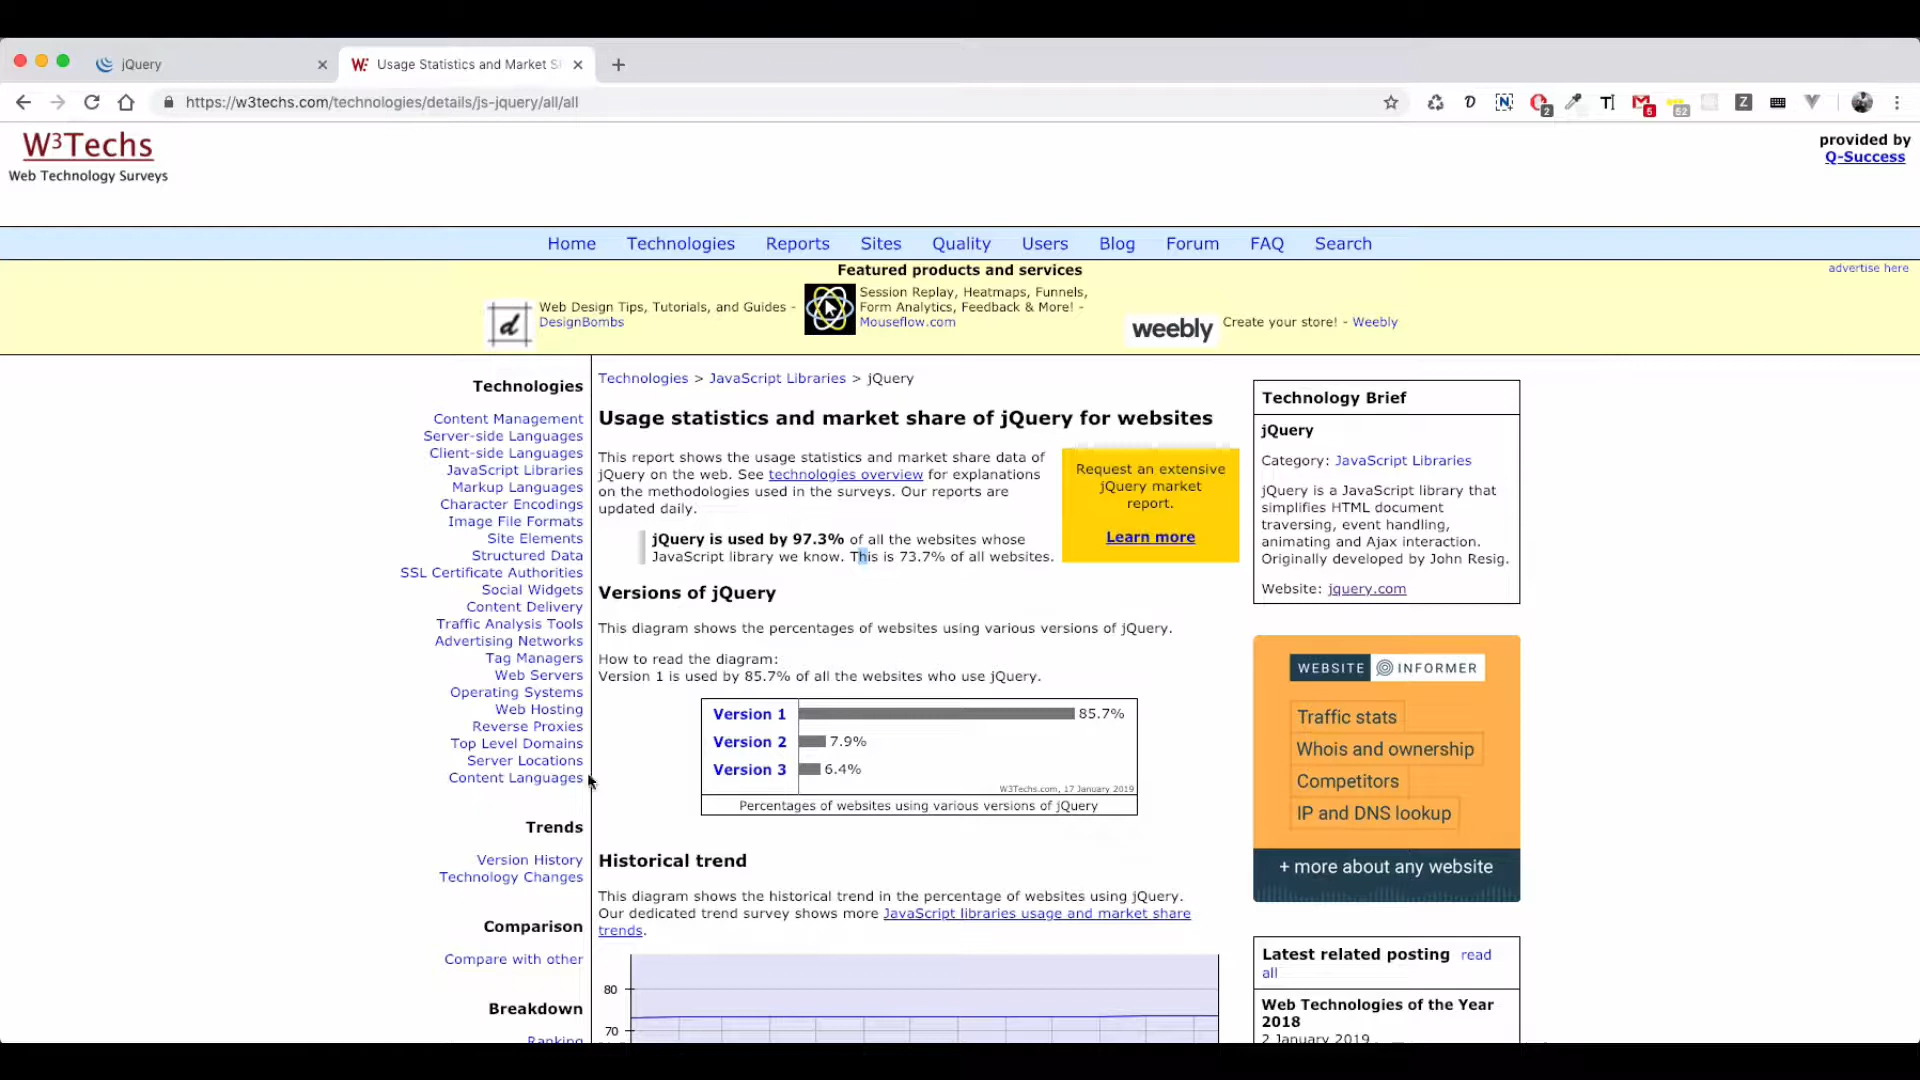 jQuery
Usage Statistics and Market S
https://w3techs.com/technologies/details/js-jquery/all/all
2
5
52
Z
W³Techs
Web Technology Surveys
provided by
Q-Success
Home Technologies Reports Sites Quality Users Blog Forum FAQ Search
Featured products and services
advertise here
Web Design Tips, Tutorials, and Guides -
DesignBombs
Session Replay, Heatmaps, Funnels,
Form Analytics, Feedback & More! -
Mouseflow.com
weebly
Create your store! - Weebly
Technologies
Content Management
Server-side Languages
Client-side Languages
JavaScript Libraries
Markup Languages
Character Encodings
Image File Formats
Site Elements
Structured Data
SSL Certificate Authorities
Social Widgets
Content Delivery
Traffic Analysis Tools
Advertising Networks
Tag Managers
Web Servers
Operating Systems
Web Hosting
Reverse Proxies
Top Level Domains
Server Locations
Content Languages
Trends
Version History
Technology Changes
Comparison
Compare with other
Breakdown
Ranking
Technologies > JavaScript Libraries > jQuery
Usage statistics and market share of jQuery for websites
This report shows the usage statistics and market share data of
jQuery on the web. See technologies overview for explanations
on the methodologies used in the surveys. Our reports are
updated daily.
Request an extensive
jQuery market
report.
Learn more
jQuery is used by 97.3% of all the websites whose
JavaScript library we know. This is 73.7% of all websites.
Versions of jQuery
This diagram shows the percentages of websites using various versions of jQuery.
How to read the diagram:
Version 1 is used by 85.7% of all the websites who use jQuery.
Version 1 85.7%
Version 2 7.9%
Version 3 6.4%
W3Techs.com, 17 January 2019
Percentages of websites using various versions of jQuery
Historical trend
This diagram shows the historical trend in the percentage of websites using jQuery.
Our dedicated trend survey shows more JavaScript libraries usage and market share
trends.
80
70
Technology Brief
jQuery
Category: JavaScript Libraries
jQuery is a JavaScript library that
simplifies HTML document
traversing, event handling,
animating and Ajax interaction.
Originally developed by John Resig.
Website: jquery.com
WEBSITE INFORMER
Traffic stats
Whois and ownership
Competitors
IP and DNS lookup
+ more about any website
Latest related posting read
all
Web Technologies of the Year
2018
2 January 2019